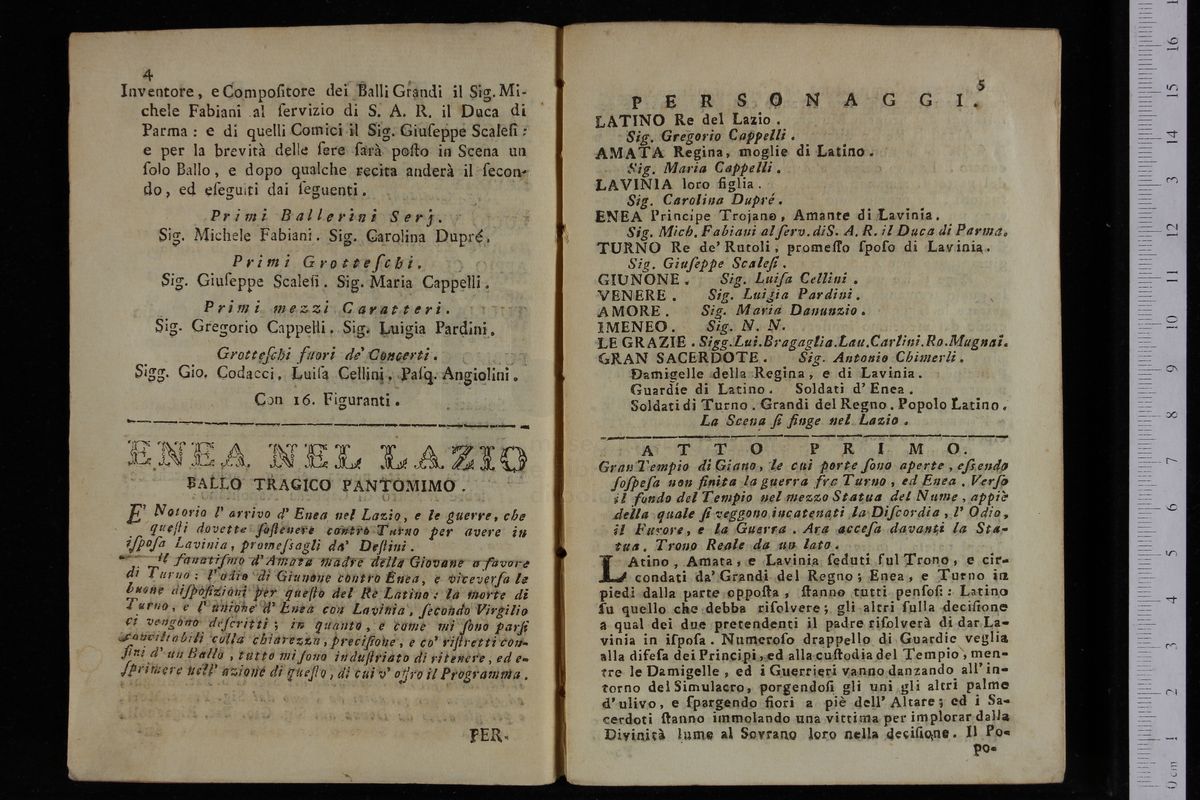 4
Inventore, e Compoſitore dei Balli Grandi il Sig. Mi-
chele Fabiani al ſervizio di S. A. R. il Duca di
Parma : e di quelli Comici il Sig. Giuſeppe Scaleſi :
e per la brevità delle ſere ſarà poſto in Scena un
ſolo Ballo, e dopo qualche recita anderà il ſecon-
do, ed eſeguiti dai ſeguenti.
Primi Ballerini Serj.
Sig. Michele Fabiani. Sig. Carolina Dupré.
Primi Grotteſchi.
Sig. Giuſeppe Scaleſi. Sig. Maria Cappelli.
Primi mezzi Caratteri.
Sig. Gregorio Cappelli. Sig. Luigia Pardini.
Grotteſchi fuori de' Concerti.
Sigg. Gio. Codacci, Luiſa Cellini, Paſq. Angiolini.
Con 16. Figuranti.
ENEA NEL LAZIO
BALLO TRAGICO PANTOMIMO.
E' Notorio l' arrivo d' Enea nel Lazio, e le guerre, che
queſti dovette ſoſtenere contro Turno per avere in
iſpoſa Lavinia, promeſsagli da' Deſtini.
il fanatiſmo d' Amata madre della Giovane a favore
di Turno : l' odio di Giunone contro Enea, e viceverſa le
buone diſpoſizioni per queſto del Re Latino : la morte di
Turno, e l' unione d' Enea con Lavinia, ſecondo Virgilio
ci vengono deſcritti ; in quanto, e come mi ſono parſi
conciliabili colla chiarezza, preciſione, e co' riſtretti con-
fini d' un Ballo, tutto mi ſono induſtriato di ritenere, ed e-
ſprimere nell' azione di queſto, di cui v' offro il Programma.
PER-
5
PERSONAGGI.
LATINO Re del Lazio.
Sig. Gregorio Cappelli.
AMATA Regina, moglie di Latino.
Sig. Maria Cappelli.
LAVINIA loro figlia.
Sig. Carolina Dupré.
ENEA Principe Trojano, Amante di Lavinia.
Sig. Mich. Fabiani al ſerv. di S. A. R. il Duca di Parma.
TURNO Re de' Rutoli, promeſſo ſpoſo di Lavinia.
Sig. Giuſeppe Scaleſi.
GIUNONE. Sig. Luiſa Cellini.
VENERE. Sig. Luigia Pardini.
AMORE. Sig. Maria Danunzio.
IMENEO. Sig. N. N.
LE GRAZIE. Sigg. Lui. Bragaglia. Lau. Carlini. Ro. Mugnai.
GRAN SACERDOTE. Sig. Antonio Chimerli.
Damigelle della Regina, e di Lavinia.
Guardie di Latino. Soldati d' Enea.
Soldati di Turno. Grandi del Regno. Popolo Latino.
La Scena ſi finge nel Lazio.
ATTO PRIMO.
Gran Tempio di Giano, le cui porte ſono aperte, eſsendo
ſoſpeſa non finita la guerra fra Turno, ed Enea. Verſo
il fondo del Tempio nel mezzo Statua del Nume, appiè
della quale ſi veggono incatenati la Diſcordia, l' Odio,
il Furore, e la Guerra. Ara acceſa davanti la Sta-
tua. Trono Reale da un lato.
LAtino, Amata, e Lavinia ſeduti ſul Trono, e cir-
condati da' Grandi del Regno ; Enea, e Turno in
piedi dalla parte oppoſta, ſtanno tutti penſoſi : Latino
ſu quello che debba riſolvere ; gli altri ſulla deciſione
a qual dei due pretendenti il padre riſolverà di dar La-
vinia in iſpoſa. Numeroſo drappello di Guardie veglia
alla difeſa dei Principi, ed alla cuſtodia del Tempio, men-
tre le Damigelle, ed i Guerrieri vanno danzando all' in-
torno del Simulacro, porgendoſi gli uni gli altri palme
d' ulivo, e ſpargendo fiori a piè dell' Altare ; ed i Sa-
cerdoti ſtanno immolando una vittima per implorar dalla
Divinità lume al Sovrano loro nella deciſione. Il Po-
po-
0 cm 1 2 3 4 5 6 7 8 9 10 11 12 13 14 15 16